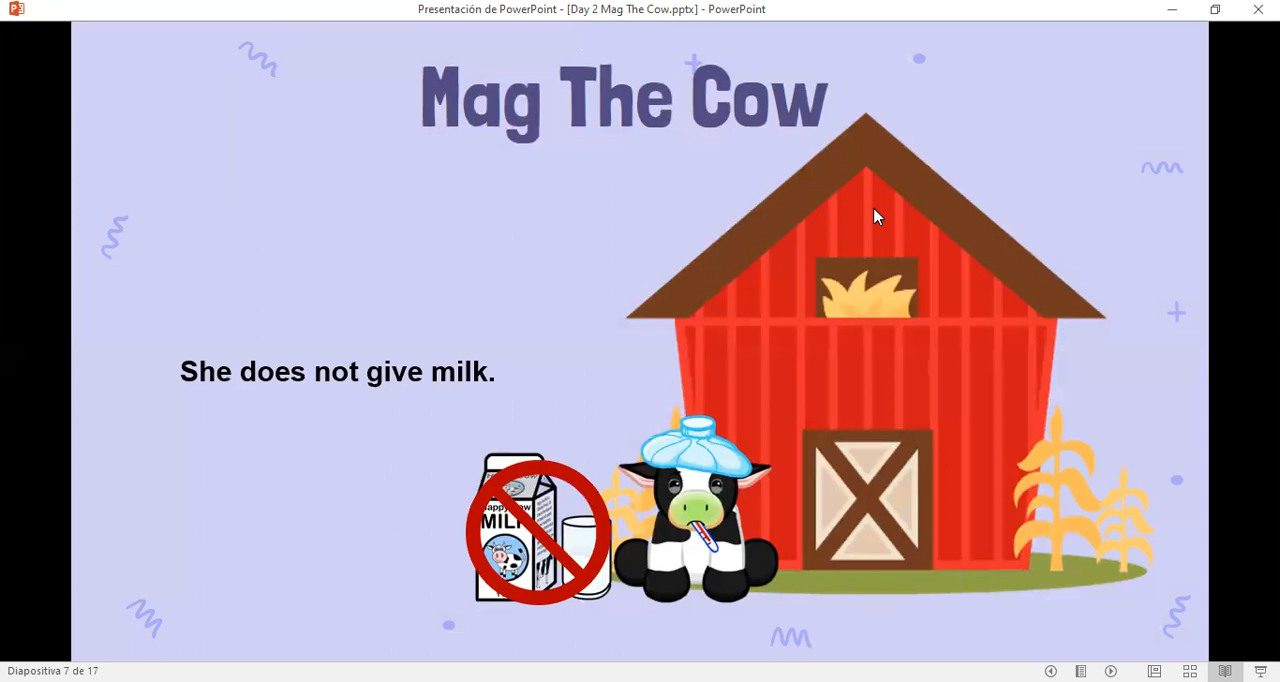 Presentación de PowerPoint - [Day 2 Mag The Cow.pptx] - PowerPoint
Mag The Cow
She does not give milk.
MILK
Diapositiva 7 de 17